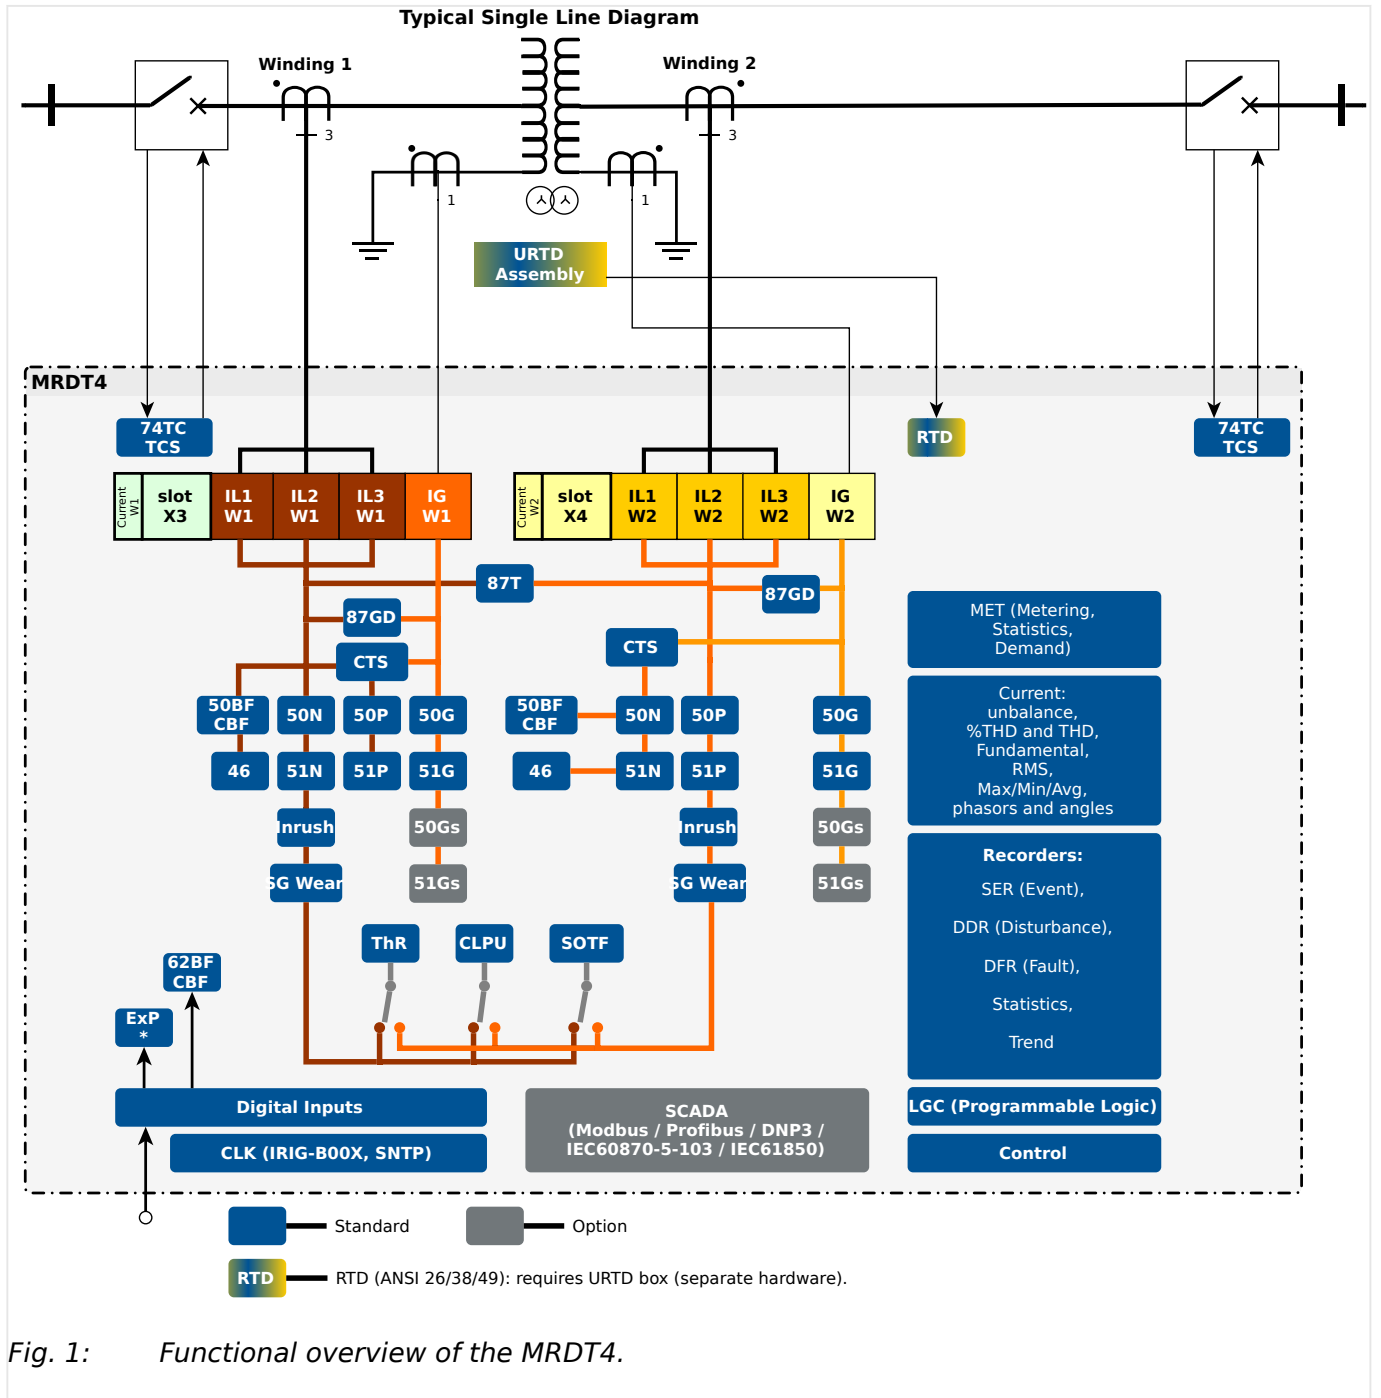 Typical Single Line Diagram
Winding 1
Winding 2
3
3
1
1
URTD
Assembly
MRDT4
74TC
TCS
RTD
74TC
TCS
Current
W1
slot
X3
IL1
W1
IL2
W1
IL3
W1
IG
W1
Current
W2
slot
X4
IL1
W2
IL2
W2
IL3
W2
IG
W2
87T
87GD
87GD
CTS
CTS
50BF
CBF
50N
50P
50G
50BF
CBF
50N
50P
50G
46
51N
51P
51G
46
51N
51P
51G
Inrush
50Gs
Inrush
50Gs
SG Wear
51Gs
SG Wear
51Gs
MET (Metering,
Statistics,
Demand)
Current:
unbalance,
%THD and THD,
Fundamental,
RMS,
Max/Min/Avg,
phasors and angles
Recorders:
SER (Event),
DDR (Disturbance),
DFR (Fault),
Statistics,
Trend
ThR
CLPU
SOTF
62BF
CBF
ExP
*
Digital Inputs
CLK (IRIG-B00X, SNTP)
SCADA
(Modbus / Profibus / DNP3 /
IEC60870-5-103 / IEC61850)
LGC (Programmable Logic)
Control
Standard
Option
RTD
RTD (ANSI 26/38/49): requires URTD box (separate hardware).
Fig. 1: Functional overview of the MRDT4.